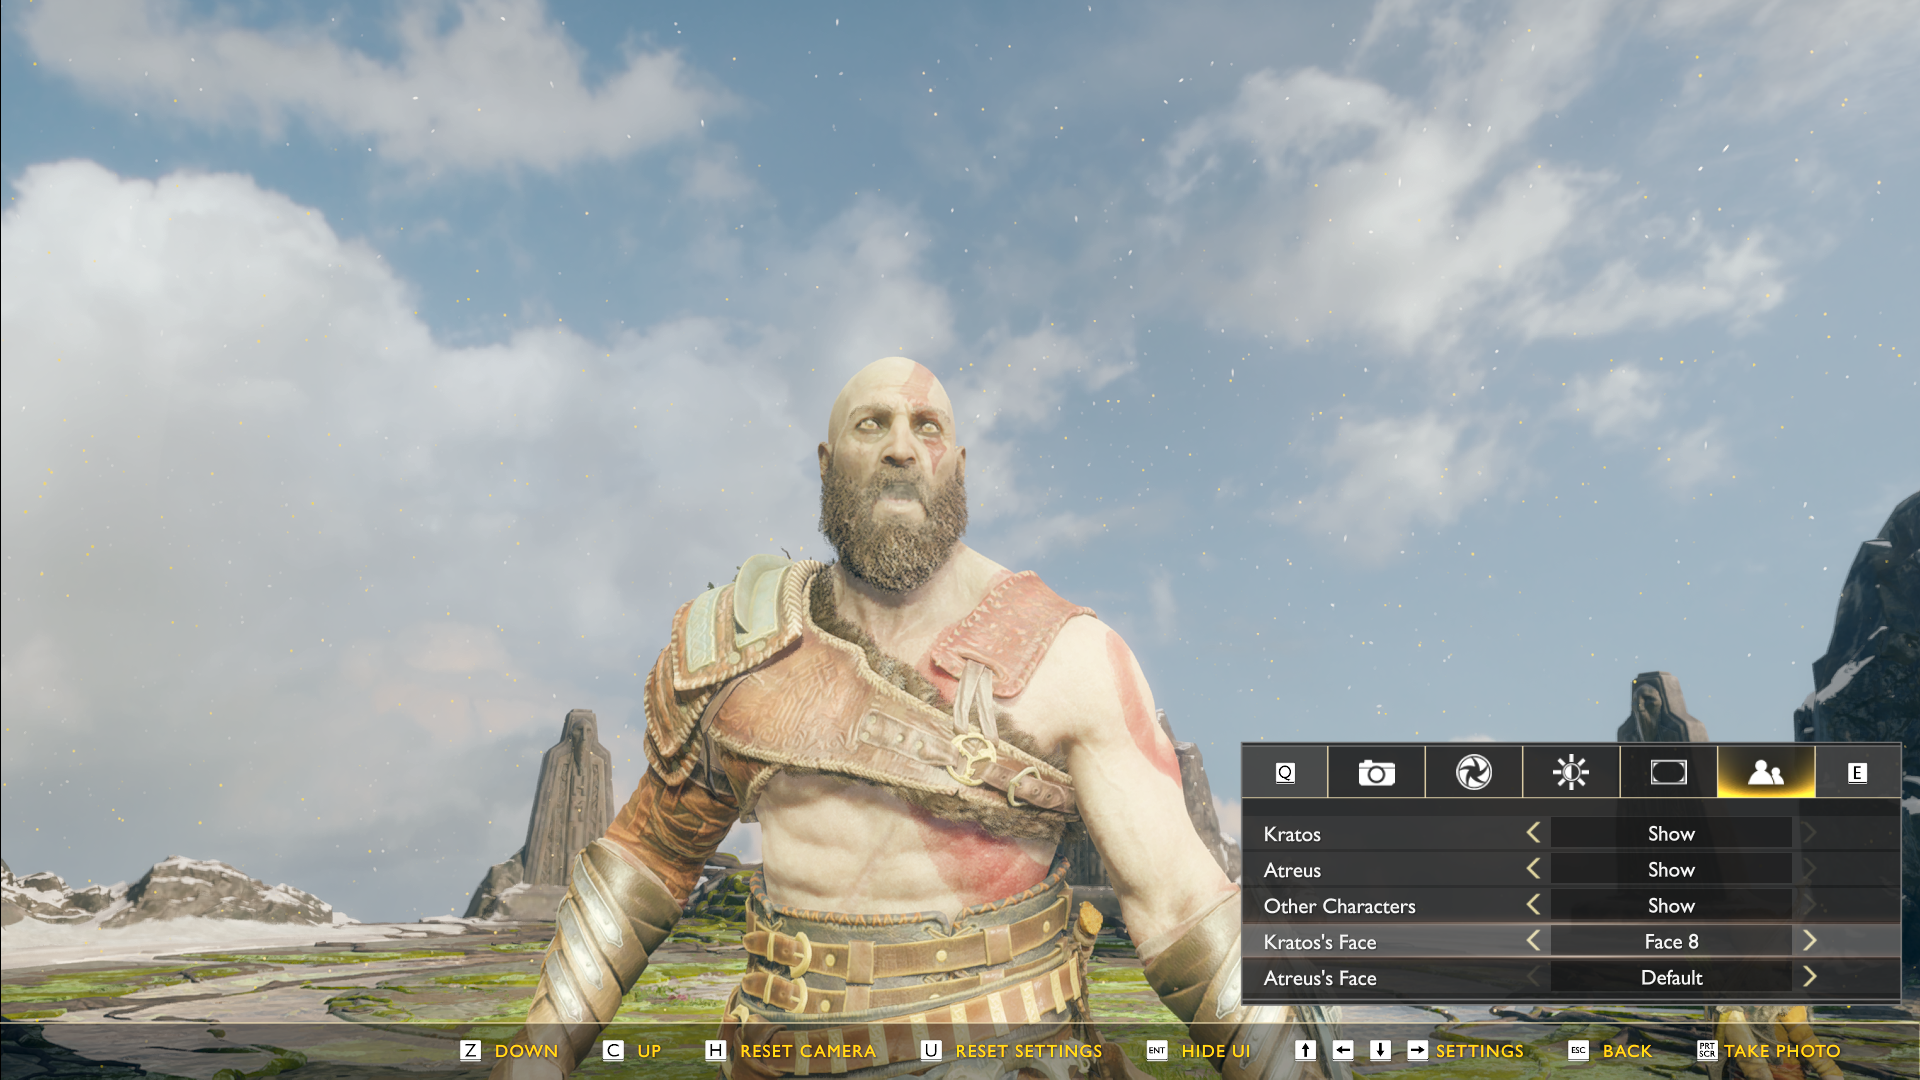 Q E
Kratos Show
Atreus Show
Other Characters Show
Kratos's Face Face 8
Atreus's Face Default
Z DOWN C UP H RESET CAMERA U RESET SETTINGS ENT HIDE UI ↑ ← ↓ → SETTINGS ESC BACK PRT SCR TAKE PHOTO